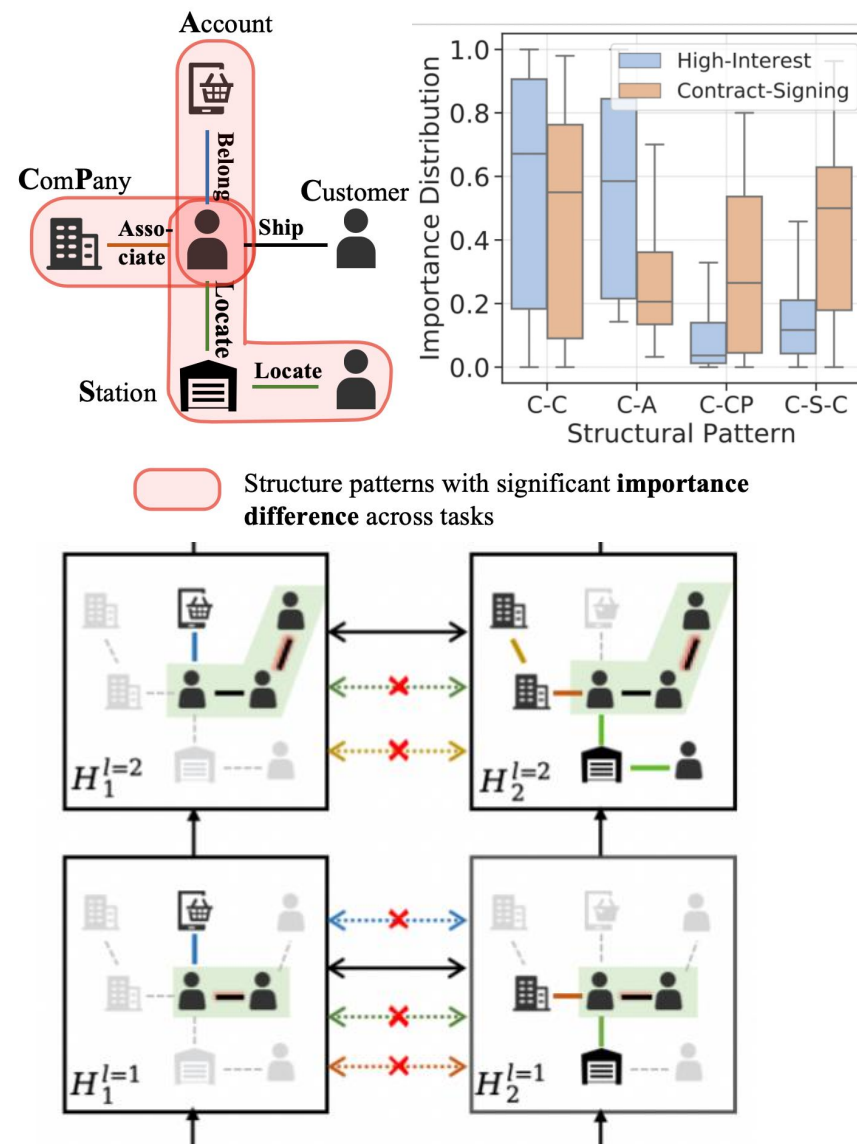 Account
Belong
ComPany
Customer
Asso-
ciate
Ship
Locate
Station
Locate
Importance Distribution
1.0
0.8
0.6
0.4
0.2
0.0
High-Interest
Contract-Signing
C-C
C-A
C-CP
C-S-C
Structural Pattern
Structure patterns with significant importance
difference across tasks
H₁ˡ⁼²
H₂ˡ⁼²
H₁ˡ⁼¹
H₂ˡ⁼¹